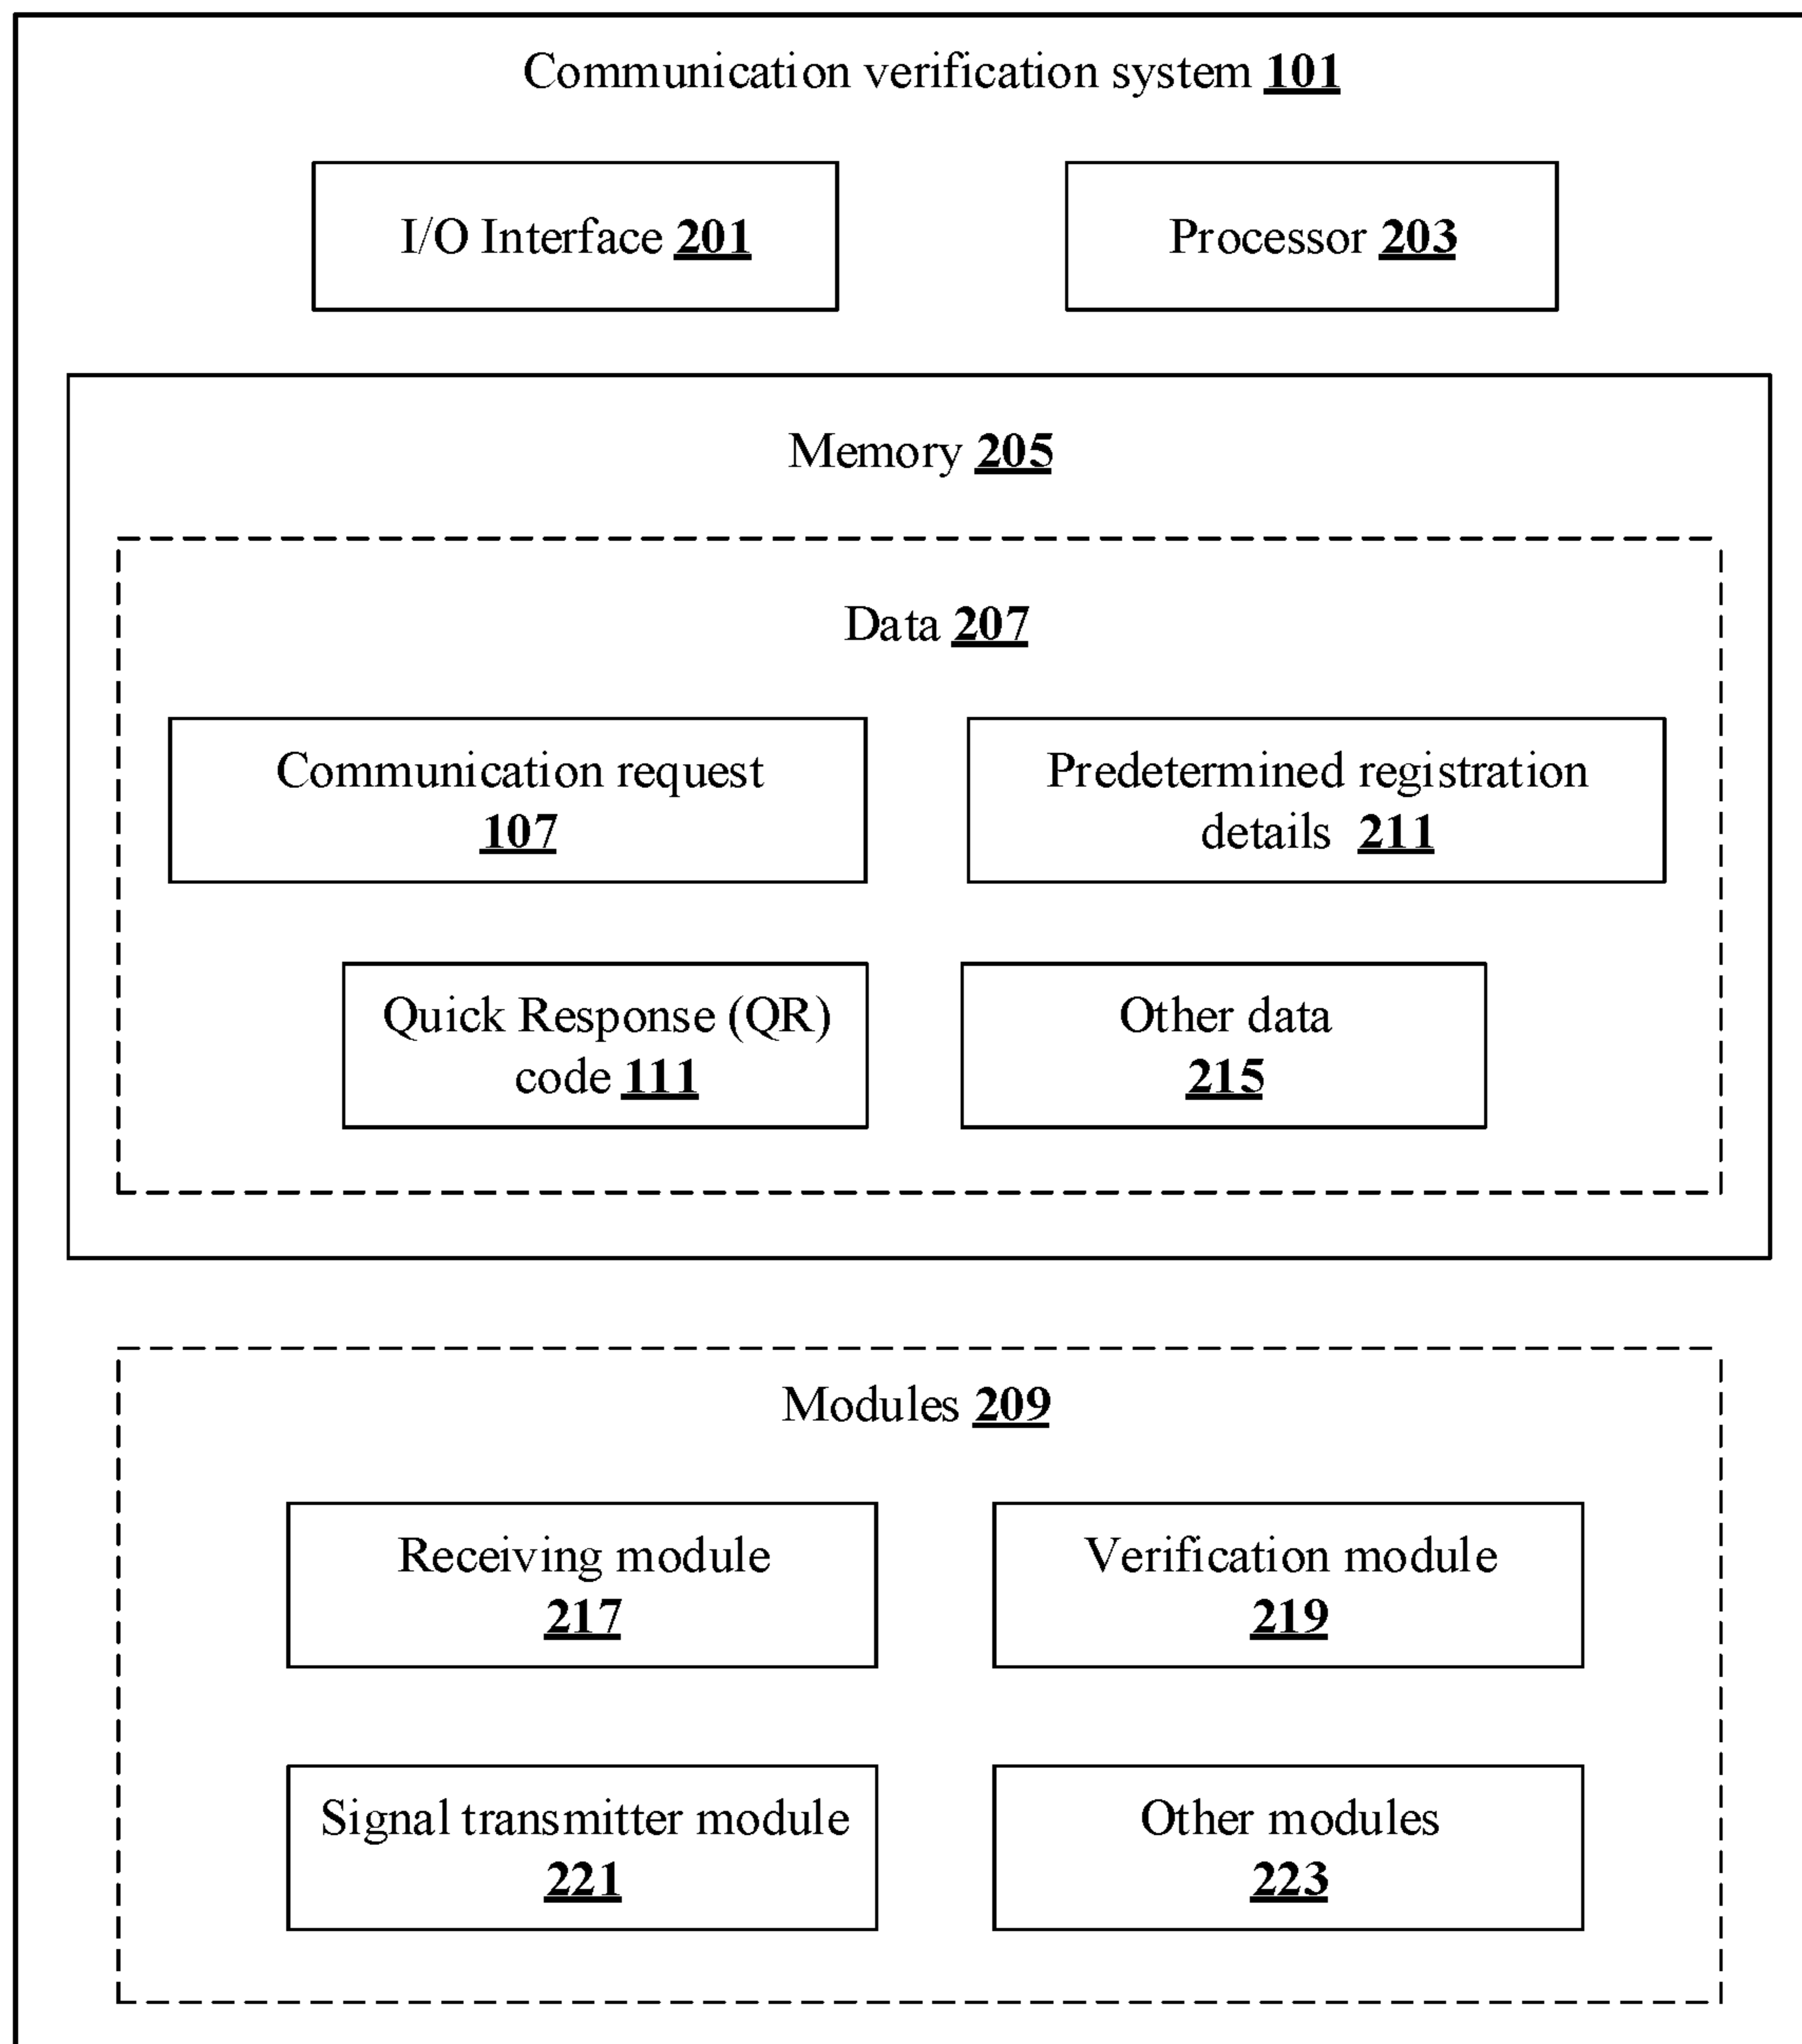 Communication verification system 101
I/O Interface 201
Processor 203
Memory 205
Data 207
Communication request
107
Predetermined registration
details 211
Quick Response (QR)
code 111
Other data
215
Modules 209
Receiving module
217
Verification module
219
Signal transmitter module
221
Other modules
223